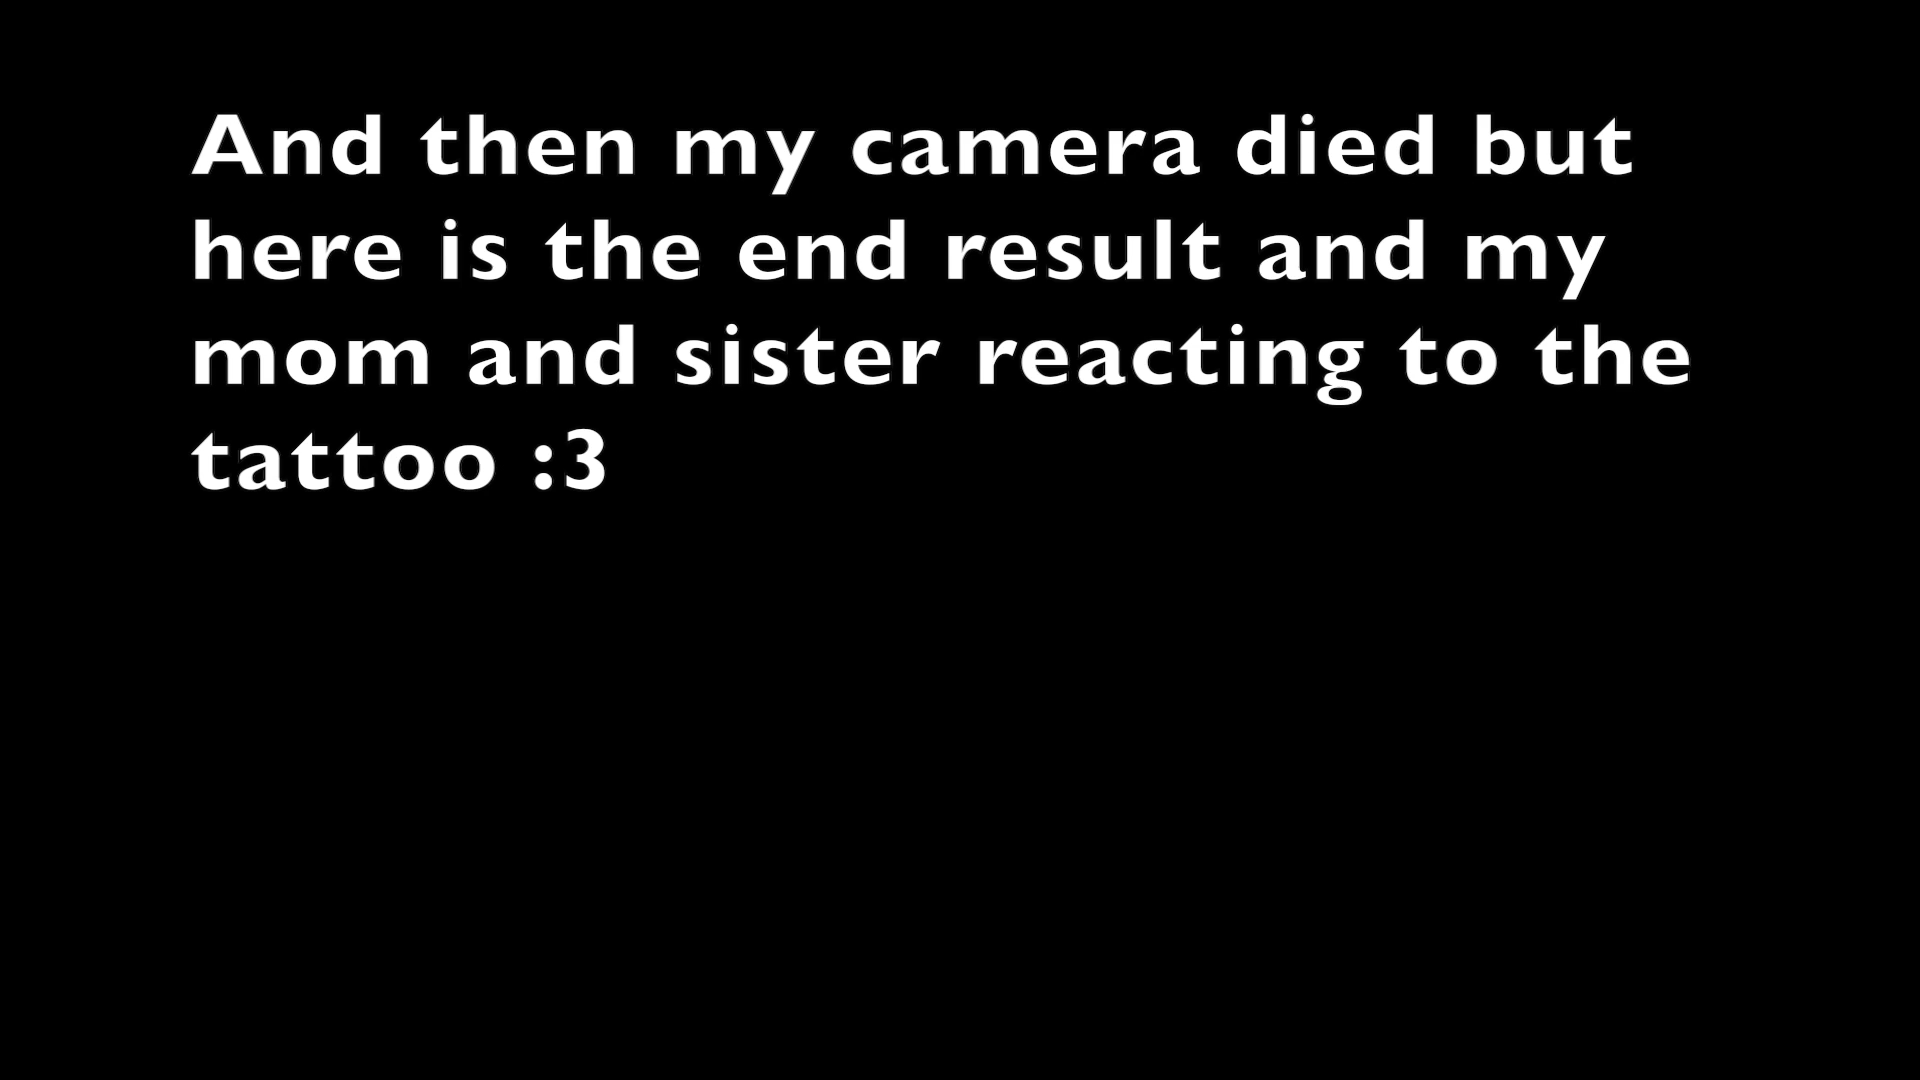 And then my camera died but
here is the end result and my
mom and sister reacting to the
tattoo :3